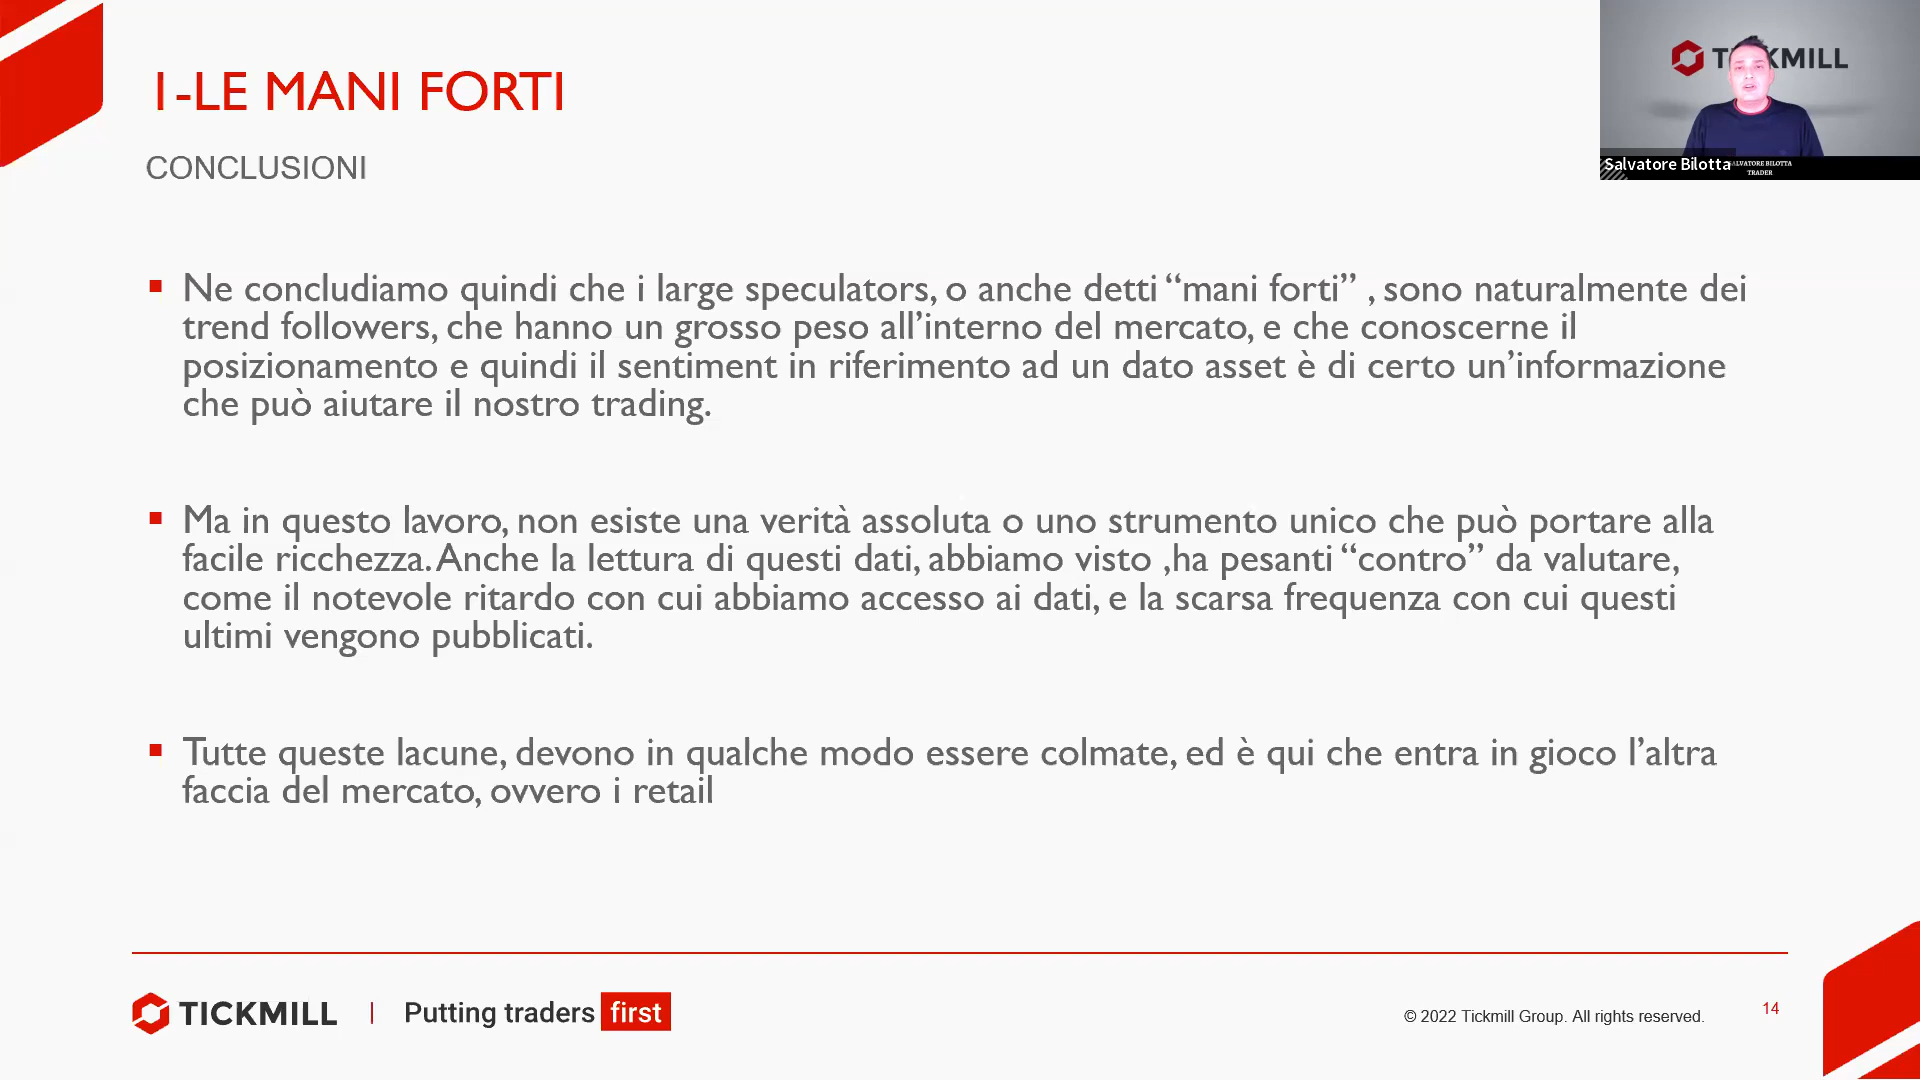 1-LE MANI FORTI
CONCLUSIONI
TICKMILL
Salvatore Bilotta
SALVATORE BILOTTA
TRADER
Ne concludiamo quindi che i large speculators, o anche detti “mani forti” , sono naturalmente dei
trend followers, che hanno un grosso peso all’interno del mercato, e che conoscerne il
posizionamento e quindi il sentiment in riferimento ad un dato asset è di certo un’informazione
che può aiutare il nostro trading.
Ma in questo lavoro, non esiste una verità assoluta o uno strumento unico che può portare alla
facile ricchezza. Anche la lettura di questi dati, abbiamo visto ,ha pesanti “contro” da valutare,
come il notevole ritardo con cui abbiamo accesso ai dati, e la scarsa frequenza con cui questi
ultimi vengono pubblicati.
Tutte queste lacune, devono in qualche modo essere colmate, ed è qui che entra in gioco l’altra
faccia del mercato, ovvero i retail
TICKMILL | Putting traders first
© 2022 Tickmill Group. All rights reserved.
14